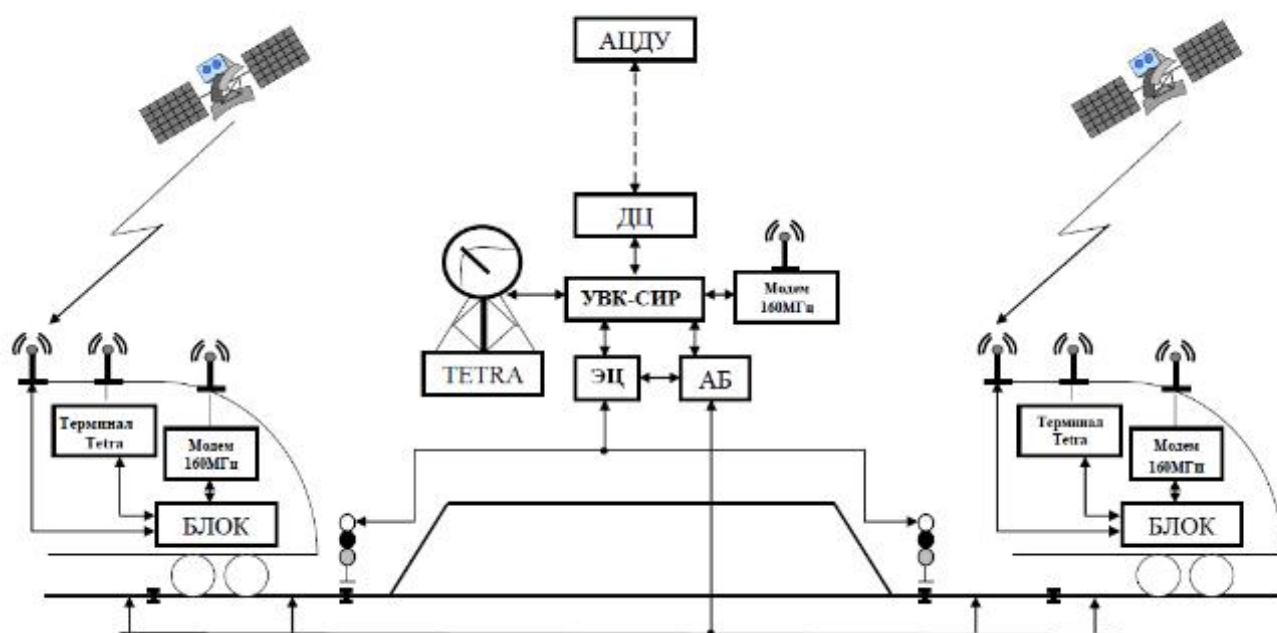 АЦДУ
ДЦ
УВК-СИР
Модем
160МГц
TETRA
ЭЦ
АБ
Терминал
Tetra
Модем
160МГц
БЛОК
Терминал
Tetra
Модем
160МГц
БЛОК